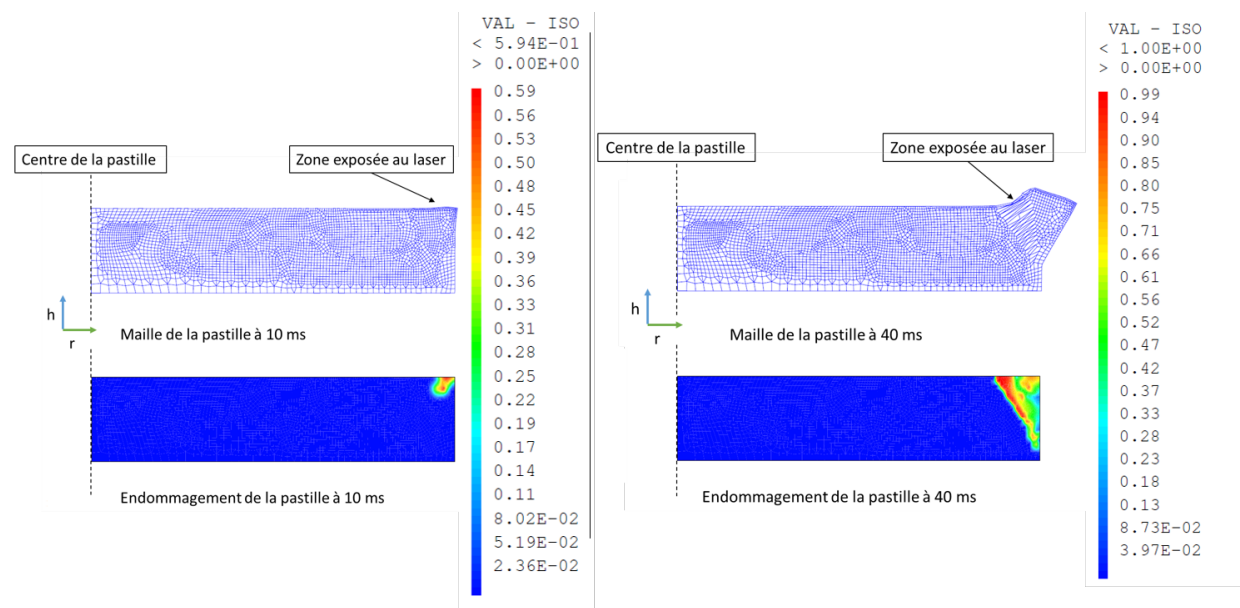 VAL - ISO
< 5.94E-01
> 0.00E+00
0.59
0.56
0.53
0.50
0.48
0.45
0.42
0.39
0.36
0.33
0.31
0.28
0.25
0.22
0.19
0.17
0.14
0.11
8.02E-02
5.19E-02
2.36E-02
Centre de la pastille
Zone exposée au laser
h
r
Maille de la pastille à 10 ms
Endommagement de la pastille à 10 ms
VAL - ISO
< 1.00E+00
> 0.00E+00
0.99
0.94
0.90
0.85
0.80
0.75
0.71
0.66
0.61
0.56
0.52
0.47
0.42
0.37
0.33
0.28
0.23
0.18
0.13
8.73E-02
3.97E-02
Centre de la pastille
Zone exposée au laser
h
r
Maille de la pastille à 40 ms
Endommagement de la pastille à 40 ms